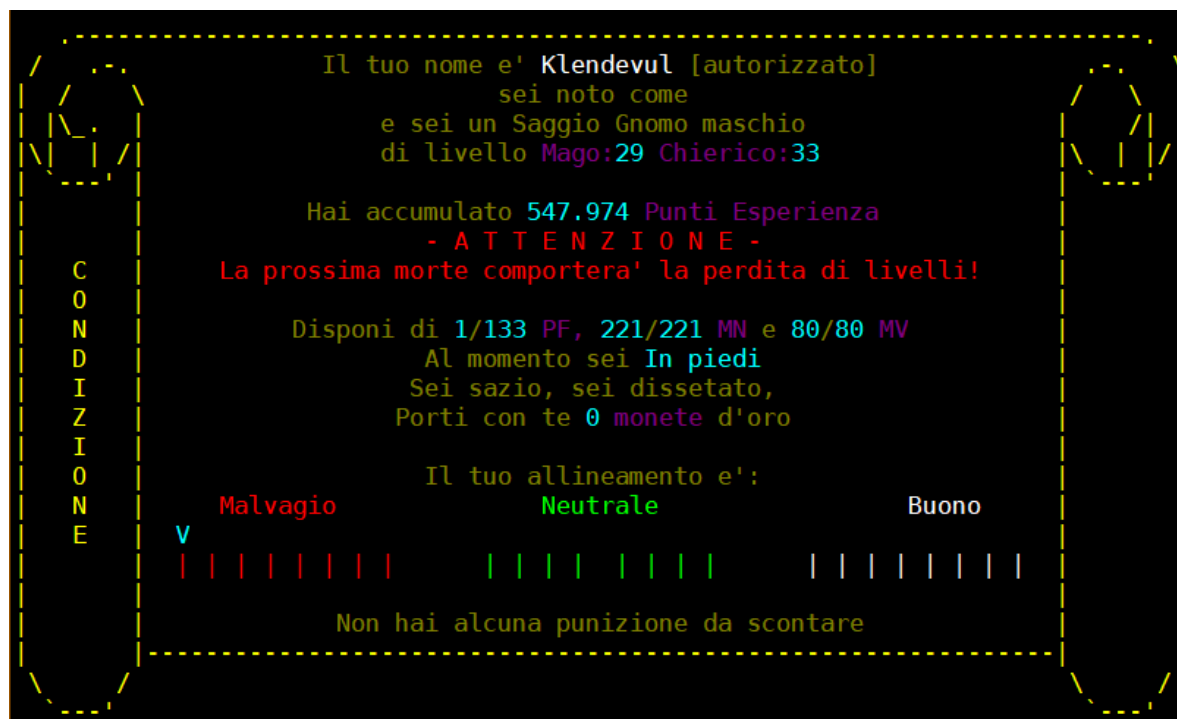 Il tuo nome e' Klendevul [autorizzato]
sei noto come
e sei un Saggio Gnomo maschio
di livello Mago:29 Chierico:33
Hai accumulato 547.974 Punti Esperienza
- A T T E N Z I O N E -
La prossima morte comportera' la perdita di livelli!
Disponi di 1/133 PF, 221/221 MN e 80/80 MV
Al momento sei In piedi
Sei sazio, sei dissetato,
Porti con te 0 monete d'oro
Il tuo allineamento e':
Malvagio Neutrale Buono
V
Non hai alcuna punizione da scontare
C
O
N
D
I
Z
I
O
N
E